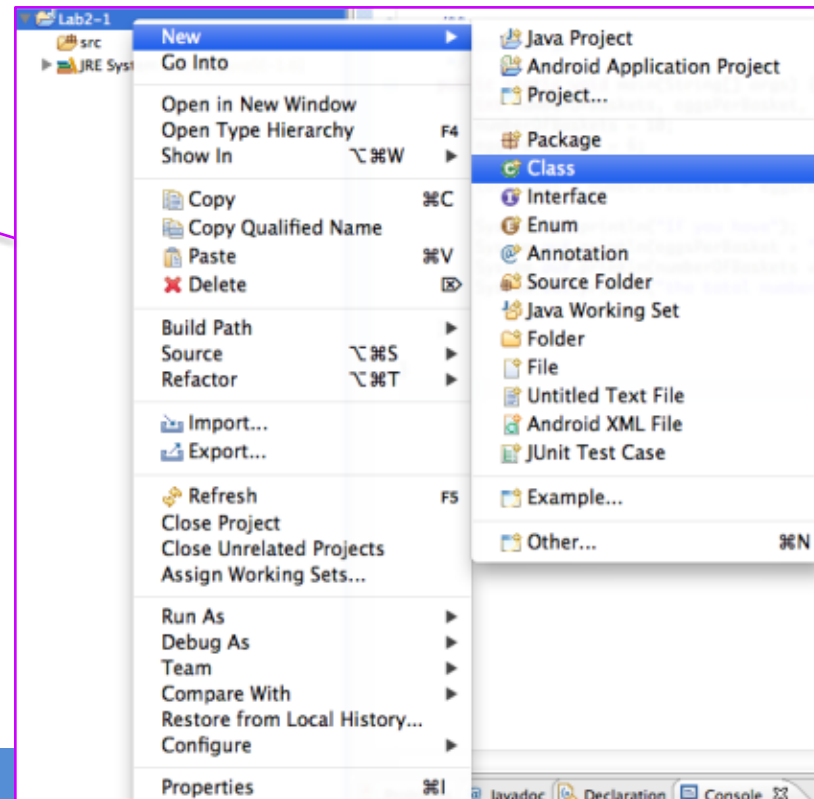 Lab2-1
src
JRE Sys
New
Go Into
Open in New Window
Open Type Hierarchy F4
Show In ⌥⌘W
Copy ⌘C
Copy Qualified Name
Paste ⌘V
Delete ⌦
Build Path
Source ⌥⌘S
Refactor ⌥⌘T
Import...
Export...
Refresh F5
Close Project
Close Unrelated Projects
Assign Working Sets...
Run As
Debug As
Team
Compare With
Restore from Local History...
Configure
Properties ⌘I
Java Project
Android Application Project
Project...
Package
Class
Interface
Enum
Annotation
Source Folder
Java Working Set
Folder
File
Untitled Text File
Android XML File
JUnit Test Case
Example...
Other... ⌘N
Javadoc Declaration Console